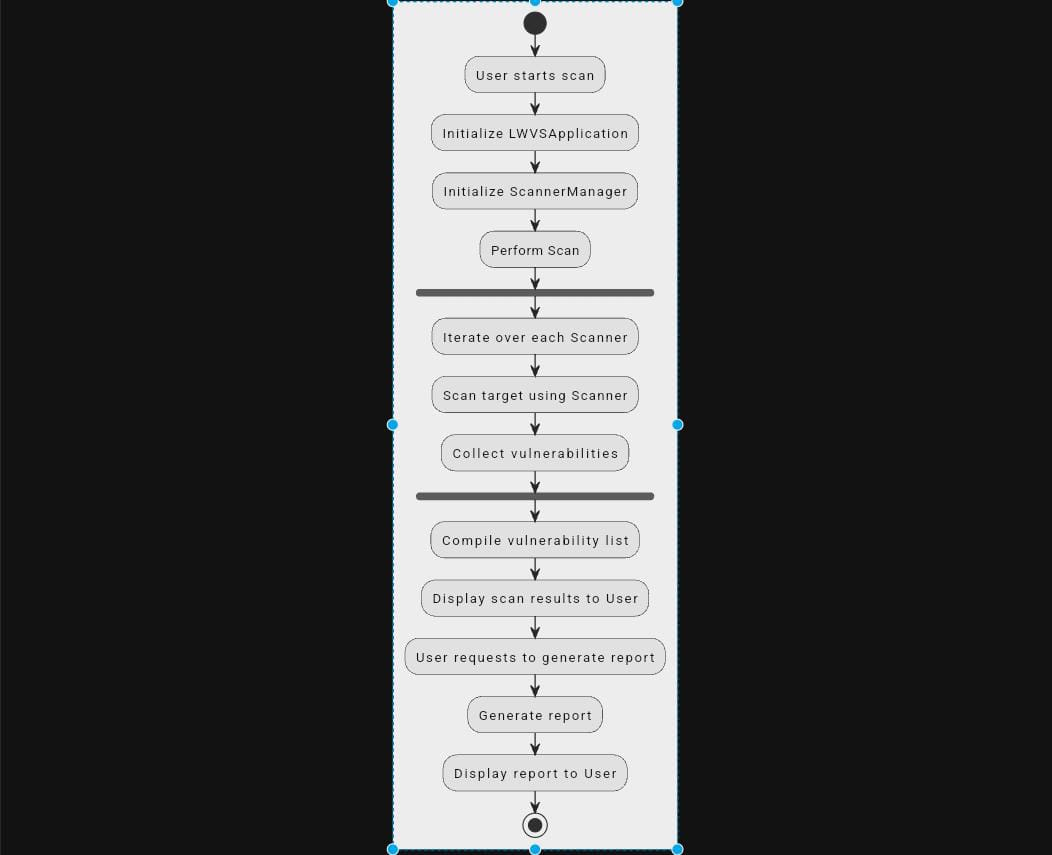 User starts scan
Initialize LWVSApplication
Initialize ScannerManager
Perform Scan
Iterate over each Scanner
Scan target using Scanner
Collect vulnerabilities
Compile vulnerability list
Display scan results to User
User requests to generate report
Generate report
Display report to User